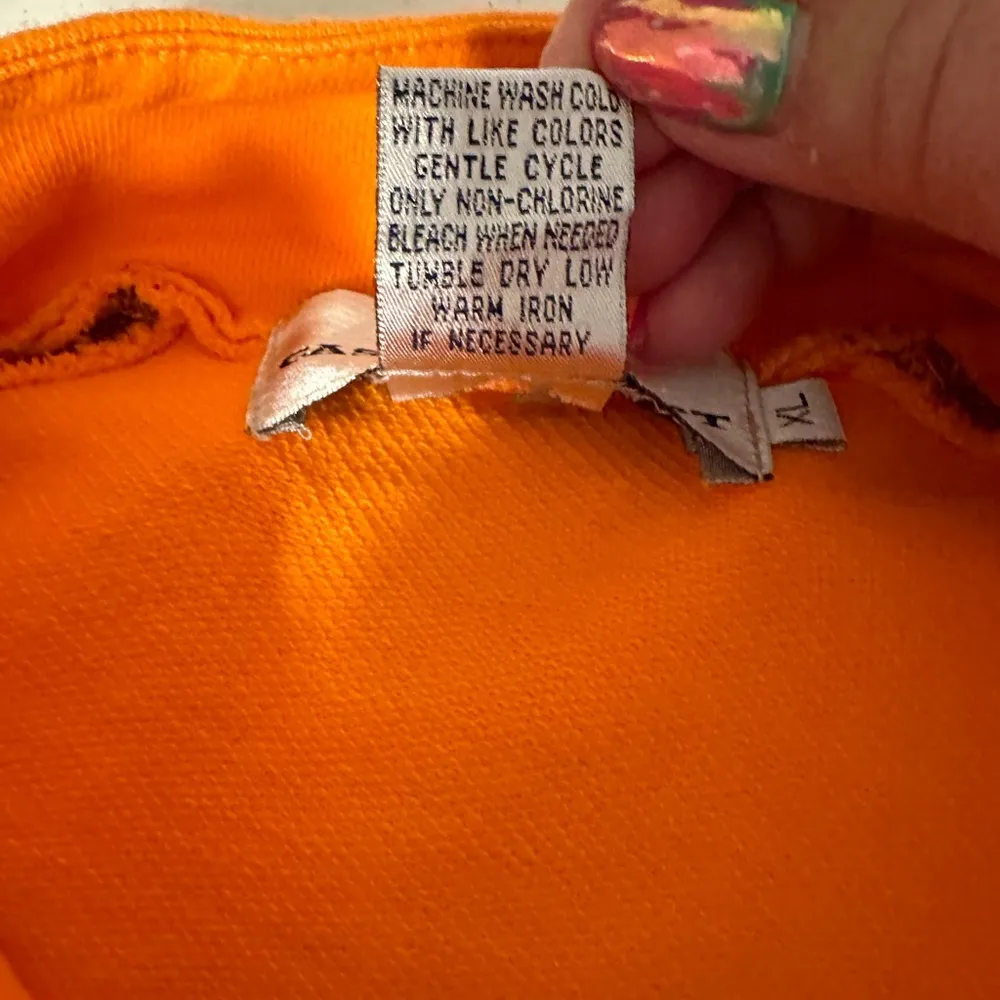 MACHINE WASH COLD
WITH LIKE COLORS
GENTLE CYCLE
ONLY NON-CHLORINE
BLEACH WHEN NEEDED
TUMBLE DRY LOW
WARM IRON
IF NECESSARY
CAS
H
XL